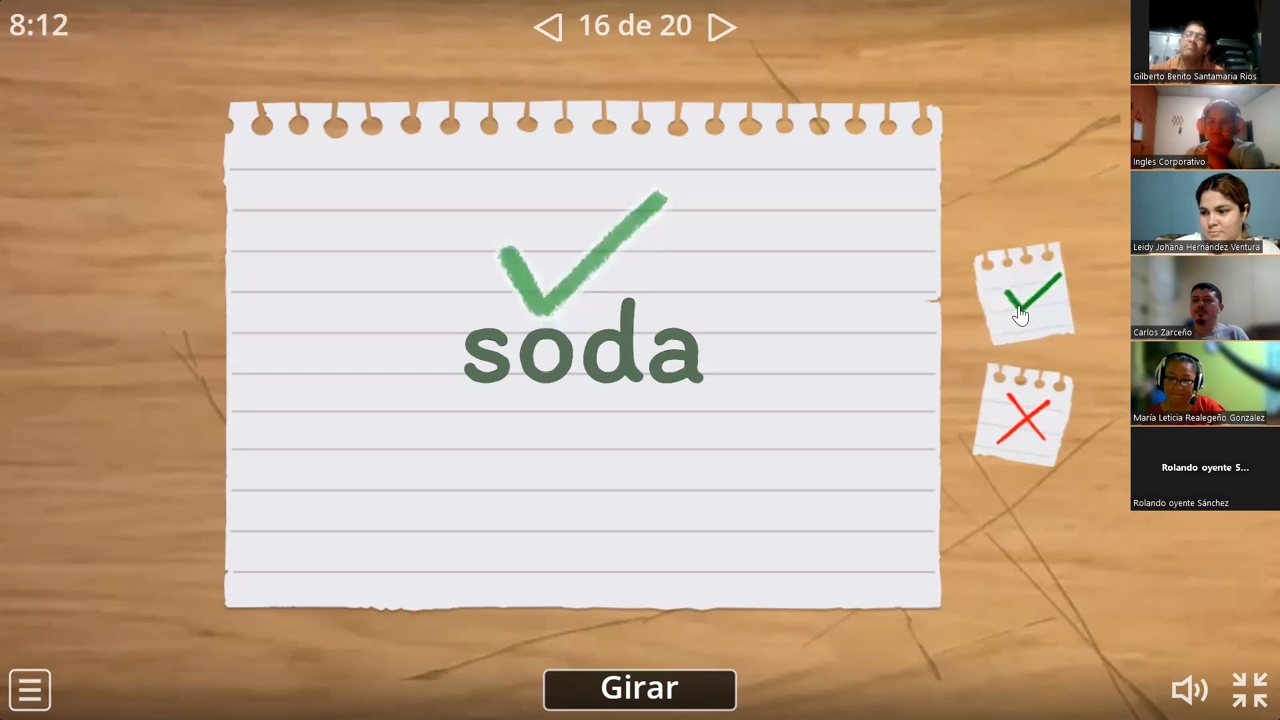 8:12
16 de 20
soda
Girar
Gilberto Benito Santamaria Rios
Ingles Corporativo
Leidy Johana Hernández Ventura
Carlos Zarceño
María Leticia Realegeño González
Rolando oyente S...
Rolando oyente Sánchez